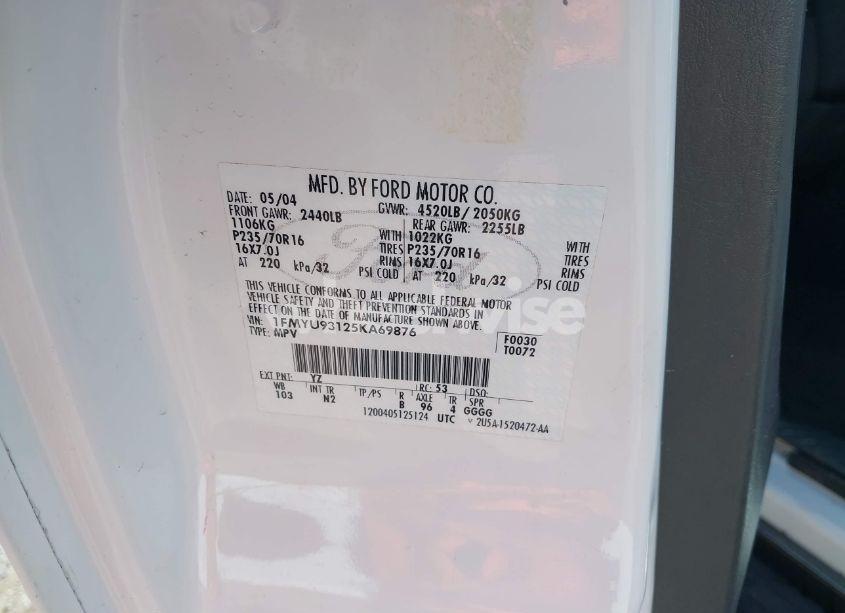 MFD. BY FORD MOTOR CO.
DATE: 05/04 GVWR: 4520LB/ 2050KG
FRONT GAWR: 2440LB REAR GAWR: 2255LB
1106KG WITH 1022KG WITH
P235/70R16 TIRES P235/70R16 TIRES
16X7.0J RIMS 16X7.0J RIMS
AT 220 kPa/32 PSI COLD AT 220 kPa/32 PSI COLD
THIS VEHICLE CONFORMS TO ALL APPLICABLE FEDERAL MOTOR
VEHICLE SAFETY AND THEFT PREVENTION STANDARDS IN
EFFECT ON THE DATE OF MANUFACTURE SHOWN ABOVE.
VIN: 1FMYU93125KA69876 F0030
TYPE: MPV T0072
EXT PNT: YZ RC: 53 DSO:
WB INT TR TP/PS R AXLE TR SPR
103 N2 B 96 4 GGGG
1200405125124 UTC v 2U5A-1520472-AA
Ford